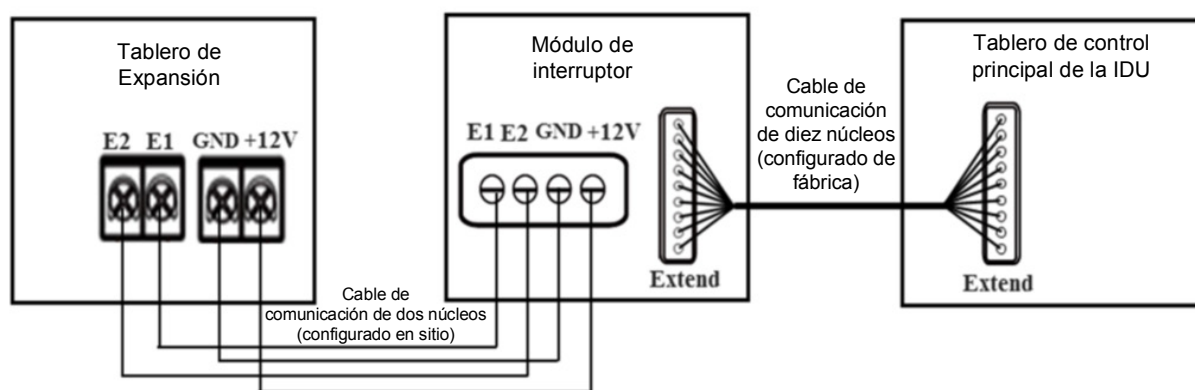 Tablero de
Expansión
E2 E1 GND +12V
Cable de
comunicación de dos núcleos
(configurado en sitio)
Módulo de
interruptor
E1 E2 GND +12V
Extend
Cable de
comunicación
de diez núcleos
(configurado de
fábrica)
Tablero de control
principal de la IDU
Extend